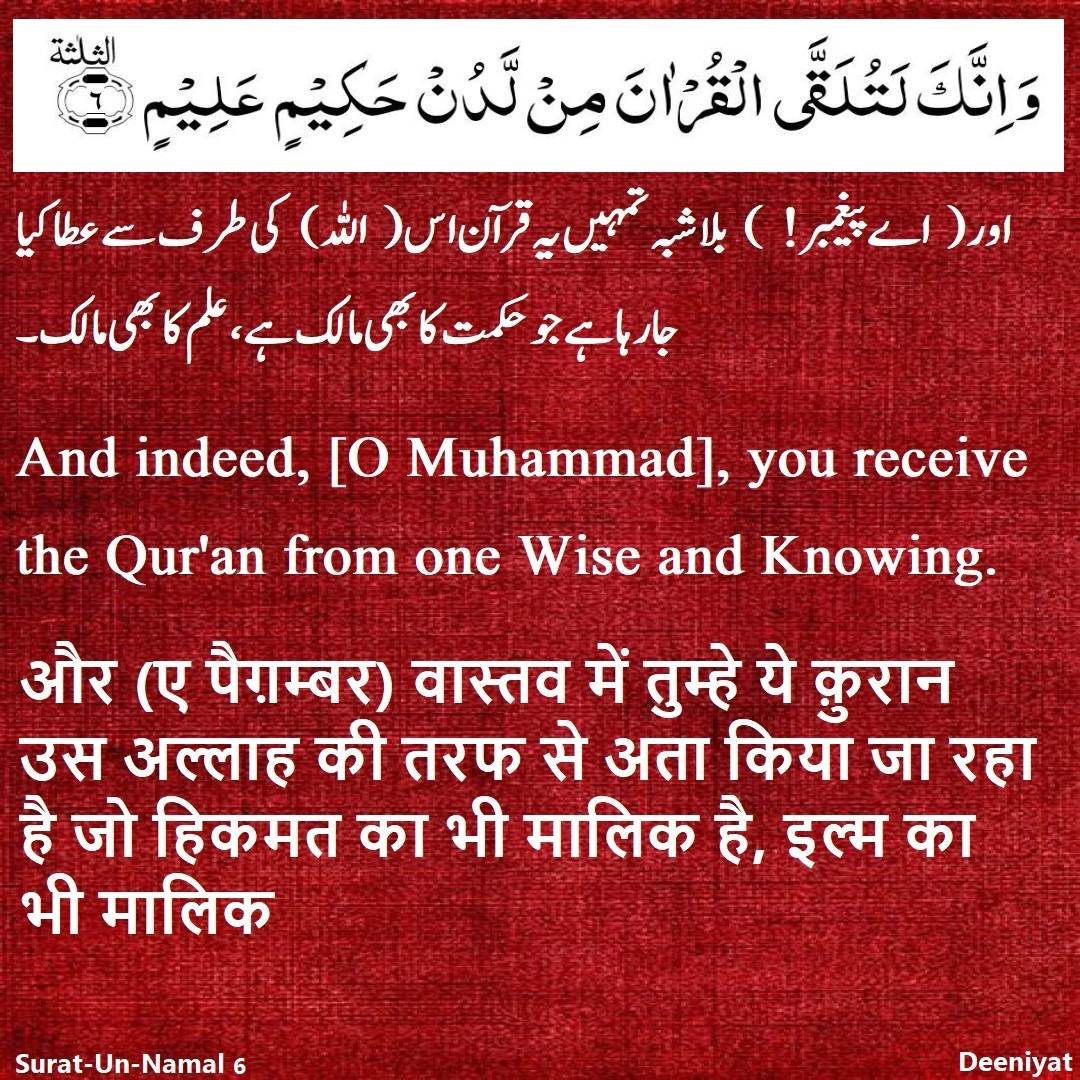 وَاِنَّكَ لَتُلَقَّى الْقُرْاٰنَ مِنْ لَّدُنْ حَكِيْمٍ عَلِيْمٍ ٦ الثلثة
اور( اے پیغمبر! ) بلاشبہ تمہیں یہ قرآن اس( اللہ) کی طرف سے عطا کیا
جارہا ہے جو حکمت کا بھی مالک ہے، علم کا بھی مالک۔
And indeed, [O Muhammad], you receive
the Qur'an from one Wise and Knowing.
और (ए पैग़म्बर) वास्तव में तुम्हे ये क़ुरान
उस अल्लाह की तरफ से अता किया जा रहा
है जो हिकमत का भी मालिक है, इल्म का
भी मालिक
Surat-Un-Namal 6
Deeniyat